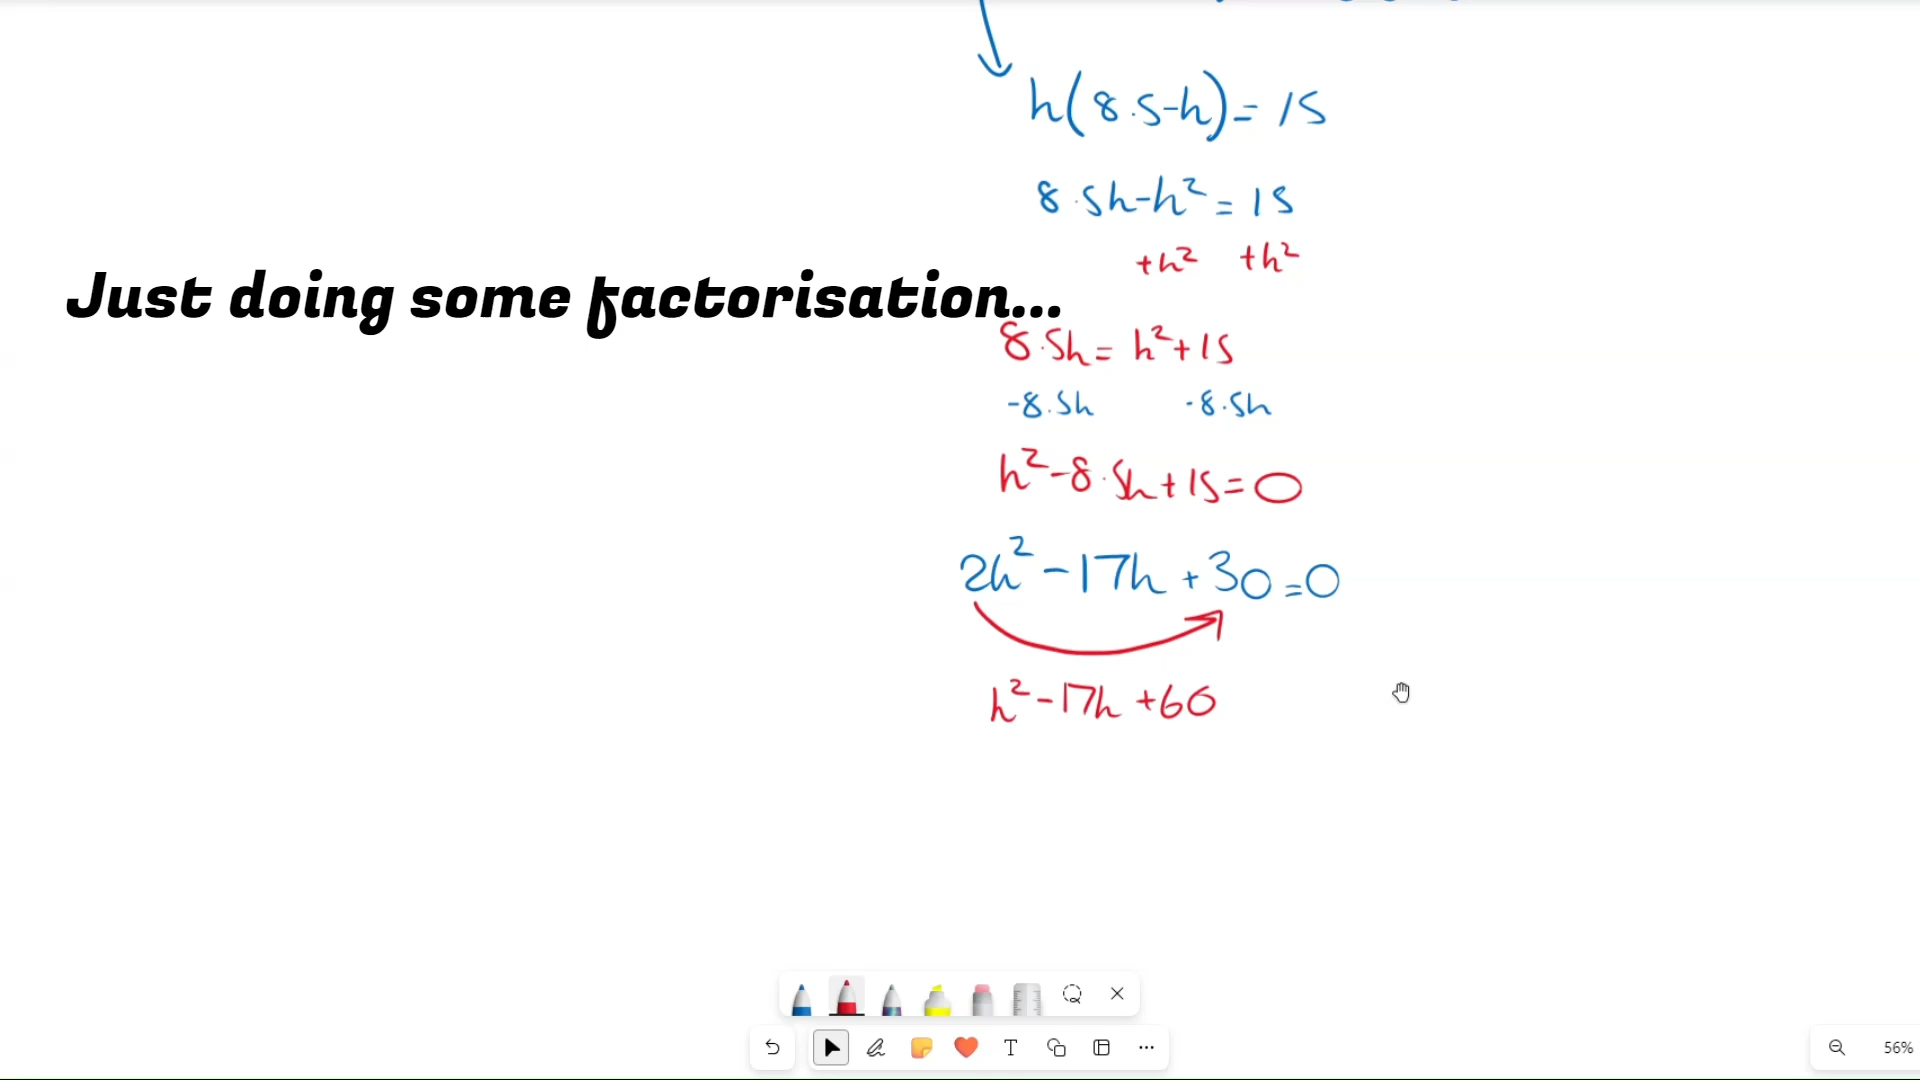 h(8.5-h)=15
8.5h-h²=15
+h² +h²
Just doing some factorisation...
8.5h=h²+15
-8.5h -8.5h
h²-8.5h+15=0
2h²-17h+30=0
h²-17h+60
T
56%